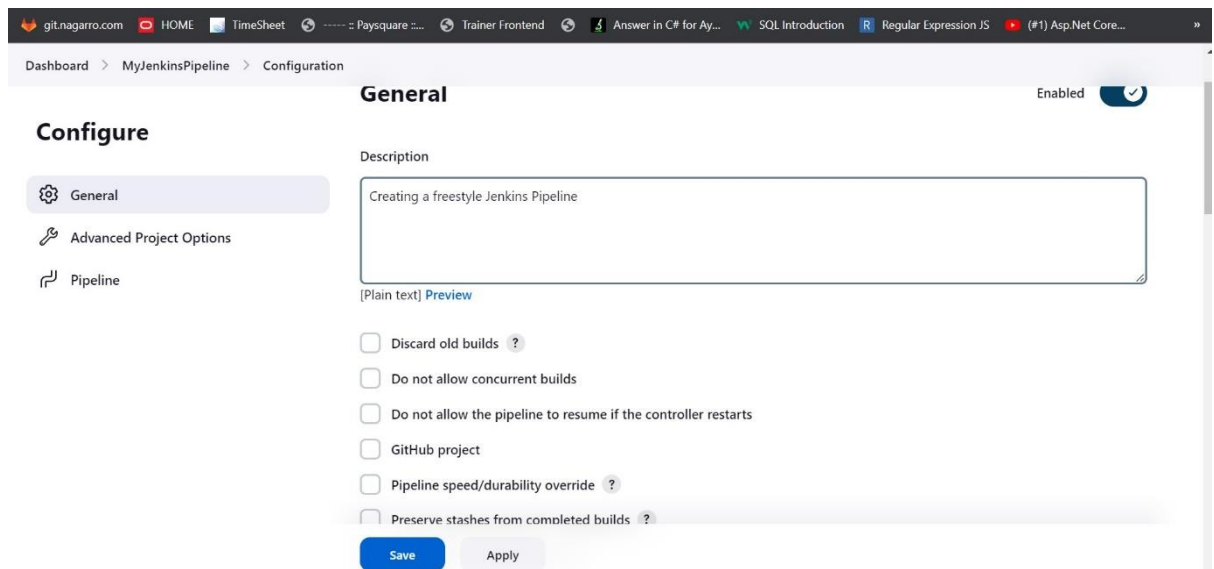 git.nagarro.com HOME TimeSheet ----- :: Paysquare ::... Trainer Frontend Answer in C# for Ay... SQL Introduction R Regular Expression JS (#1) Asp.Net Core... »
Dashboard > MyJenkinsPipeline > Configuration
General Enabled
Configure
Description
General
Creating a freestyle Jenkins Pipeline
Advanced Project Options
Pipeline
[Plain text] Preview
Discard old builds ?
Do not allow concurrent builds
Do not allow the pipeline to resume if the controller restarts
GitHub project
Pipeline speed/durability override ?
Preserve stashes from completed builds ?
Save Apply